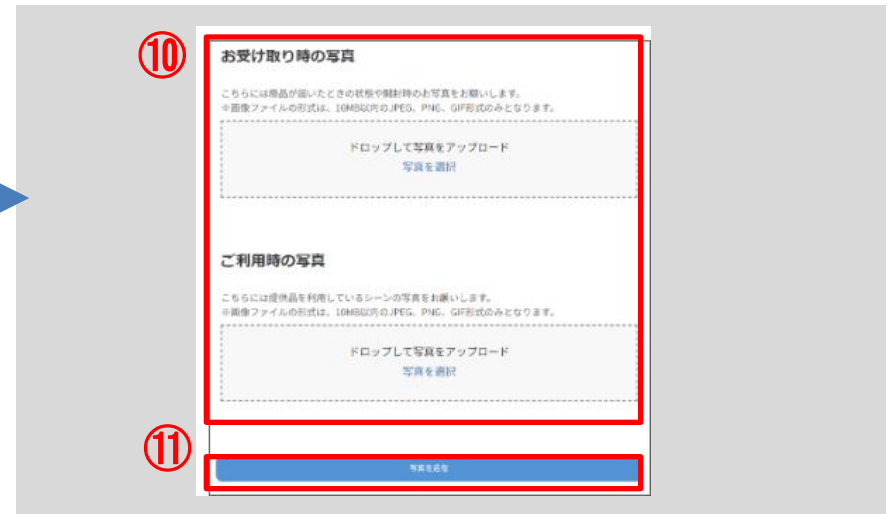 ⑩
お受け取り時の写真
こちらには商品が届いたときの状態や開封時のお写真をお願いします。
※画像ファイルの形式は、10MB以内のJPEG、PNG、GIF形式のみとなります。
ドロップして写真をアップロード
写真を選択
ご利用時の写真
こちらには提供品を利用しているシーンの写真をお願いします。
※画像ファイルの形式は、10MB以内のJPEG、PNG、GIF形式のみとなります。
ドロップして写真をアップロード
写真を選択
⑪
写真を送信